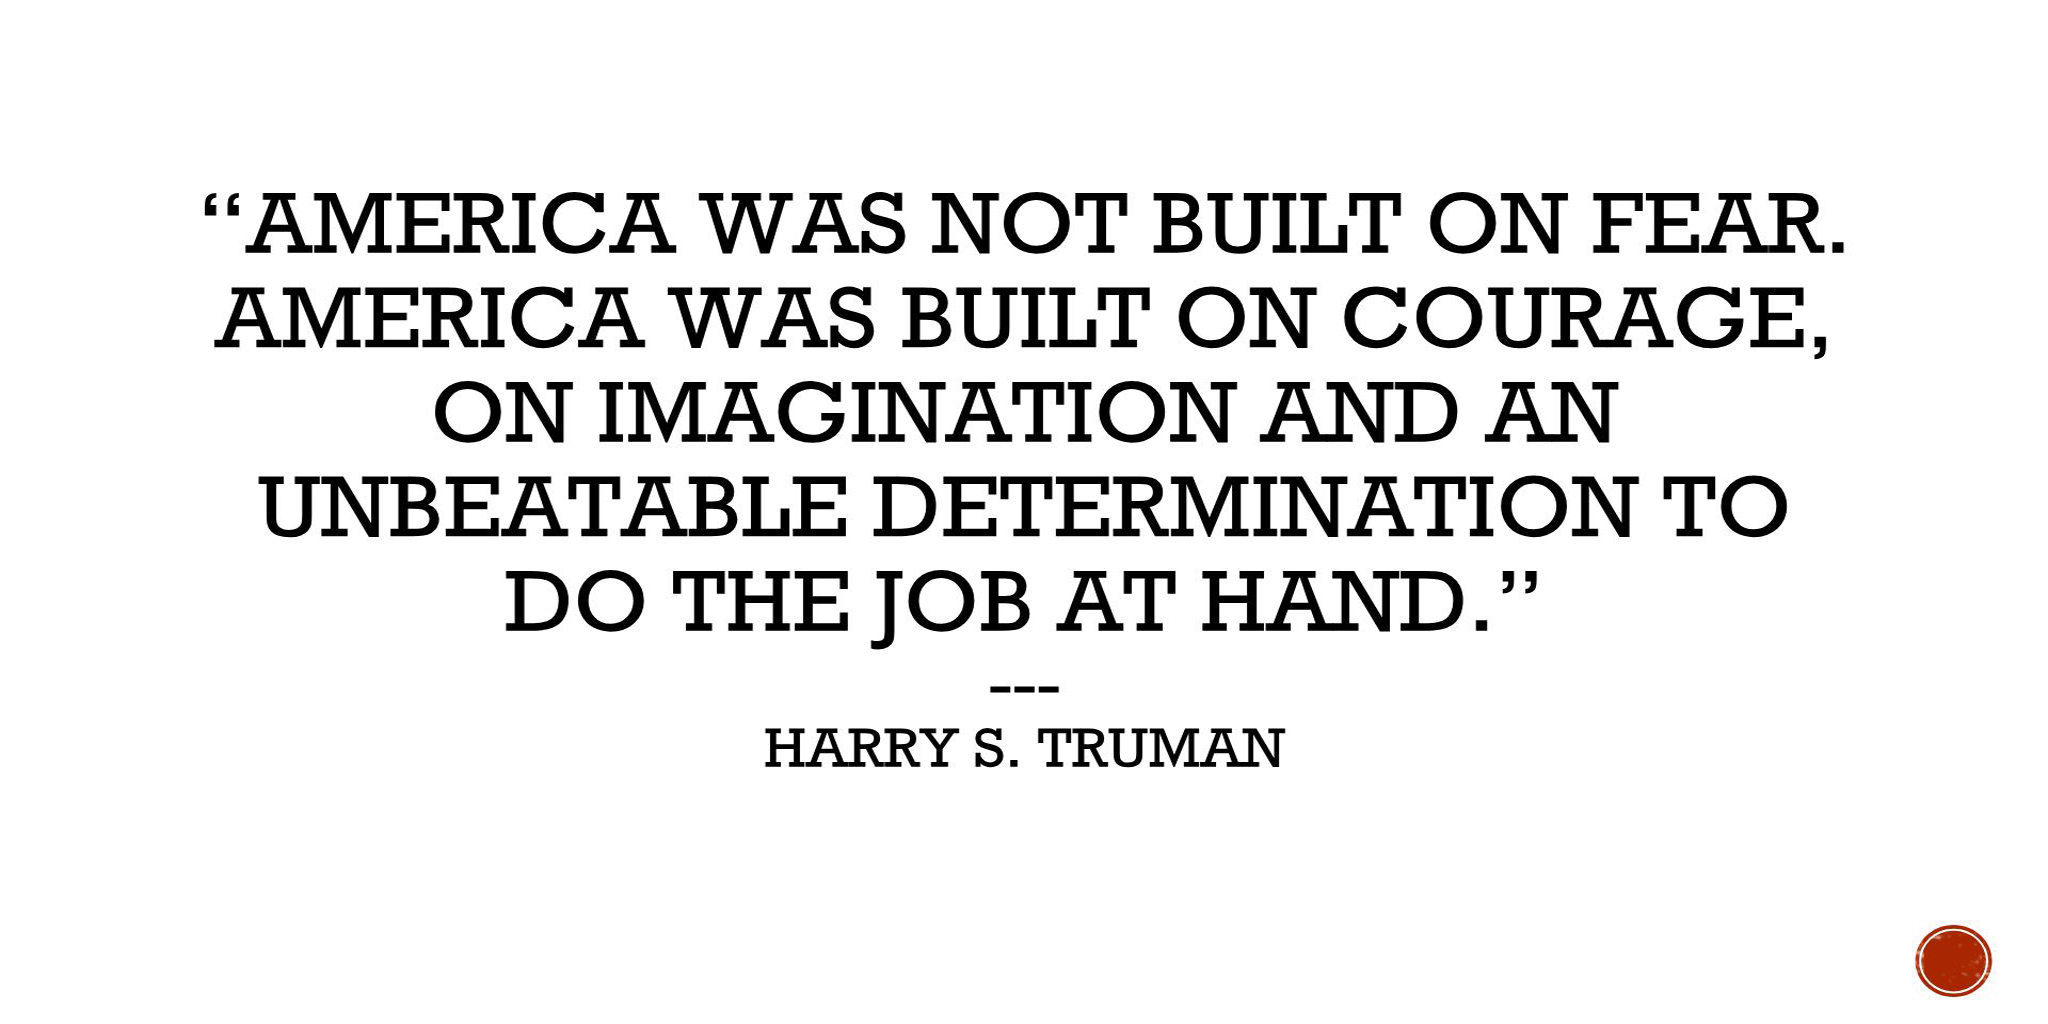 “AMERICA WAS NOT BUILT ON FEAR.
AMERICA WAS BUILT ON COURAGE,
ON IMAGINATION AND AN
UNBEATABLE DETERMINATION TO
DO THE JOB AT HAND.”
---
HARRY S. TRUMAN